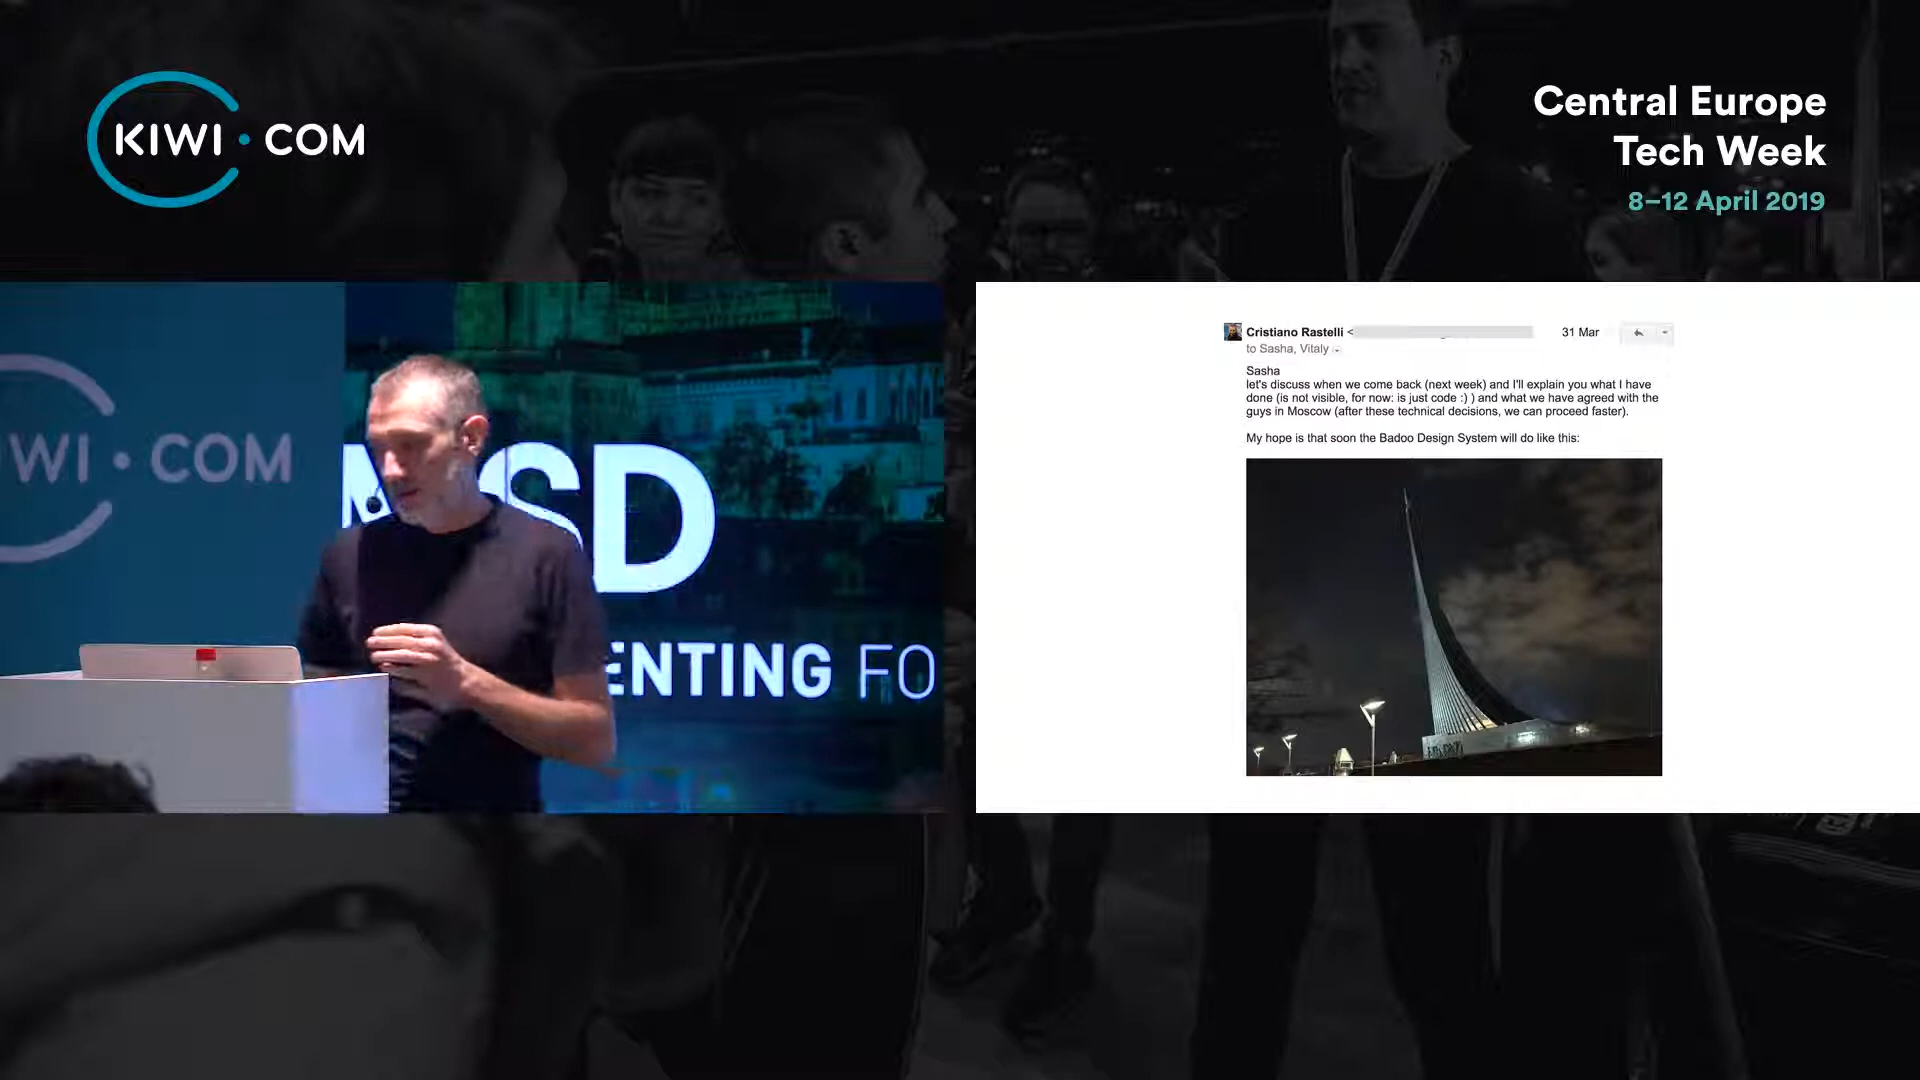 KIWI·COM
Central Europe
Tech Week
8–12 April 2019
WI·COM
SD
ENTING FO
Cristiano Rastelli <
31 Mar
to Sasha, Vitaly
Sasha
let's discuss when we come back (next week) and I'll explain you what I have
done (is not visible, for now: is just code :) ) and what we have agreed with the
guys in Moscow (after these technical decisions, we can proceed faster).
My hope is that soon the Badoo Design System will do like this: